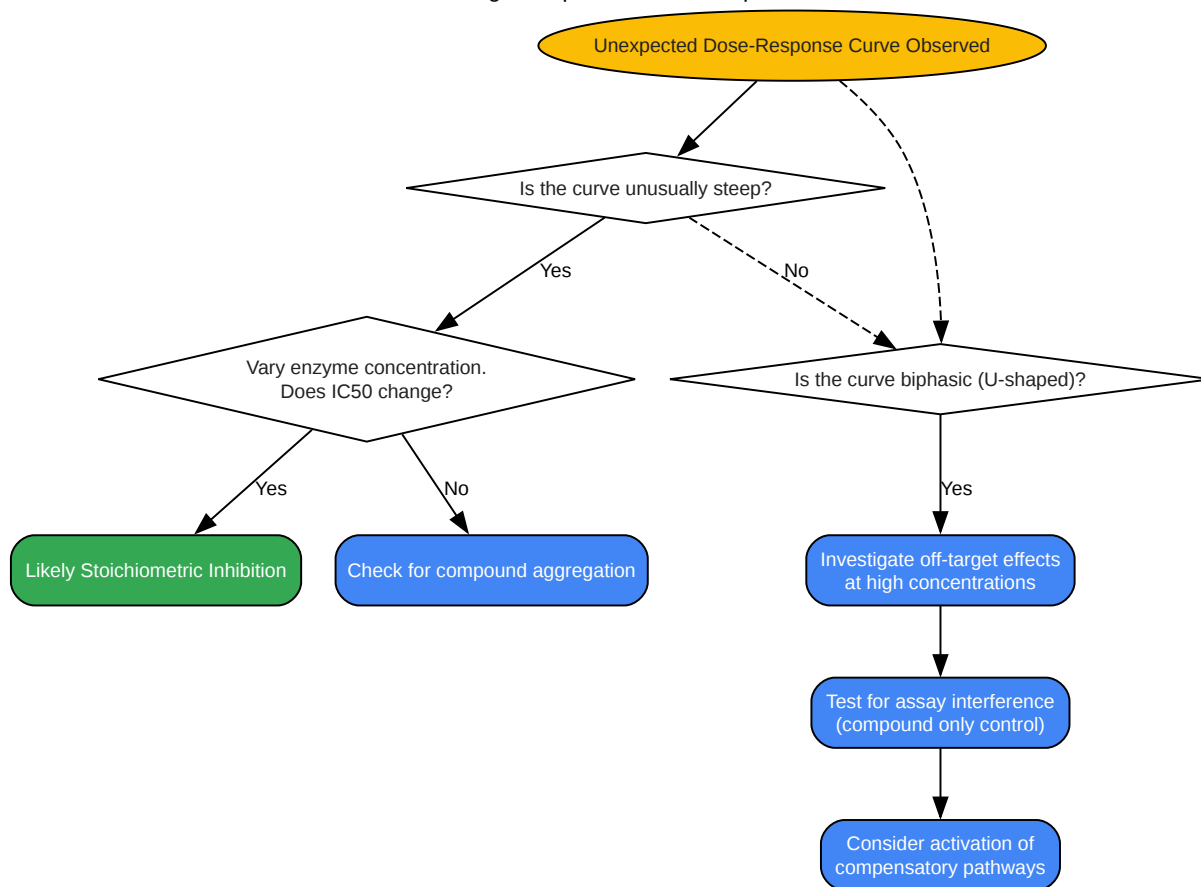 Unexpected Dose-Response Curve Observed
Is the curve unusually steep?
Yes
No
Vary enzyme concentration.
Does IC50 change?
Is the curve biphasic (U-shaped)?
Yes
No
Yes
Likely Stoichiometric Inhibition
Check for compound aggregation
Investigate off-target effects
at high concentrations
Test for assay interference
(compound only control)
Consider activation of
compensatory pathways